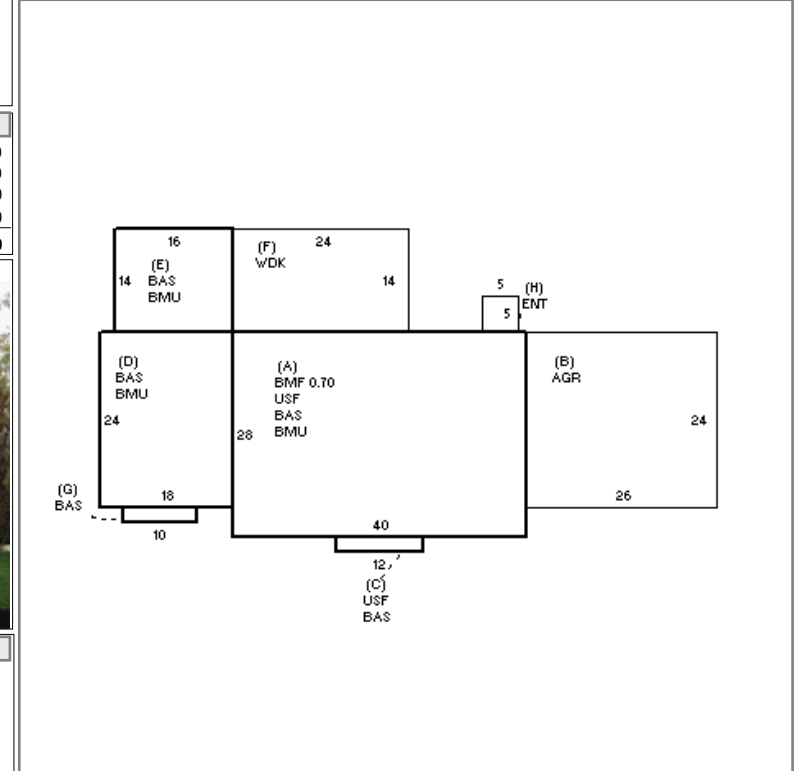 16
(E)
14 BAS
BMU
(F)
WDK
24
14
5
(H)
ENT
5
(D)
BAS
BMU
24
18
(A)
BMF 0.70
USF
BAS
BMU
28
40
(B)
AGR
24
26
(G)
BAS
10
12
(C)
USF
BAS